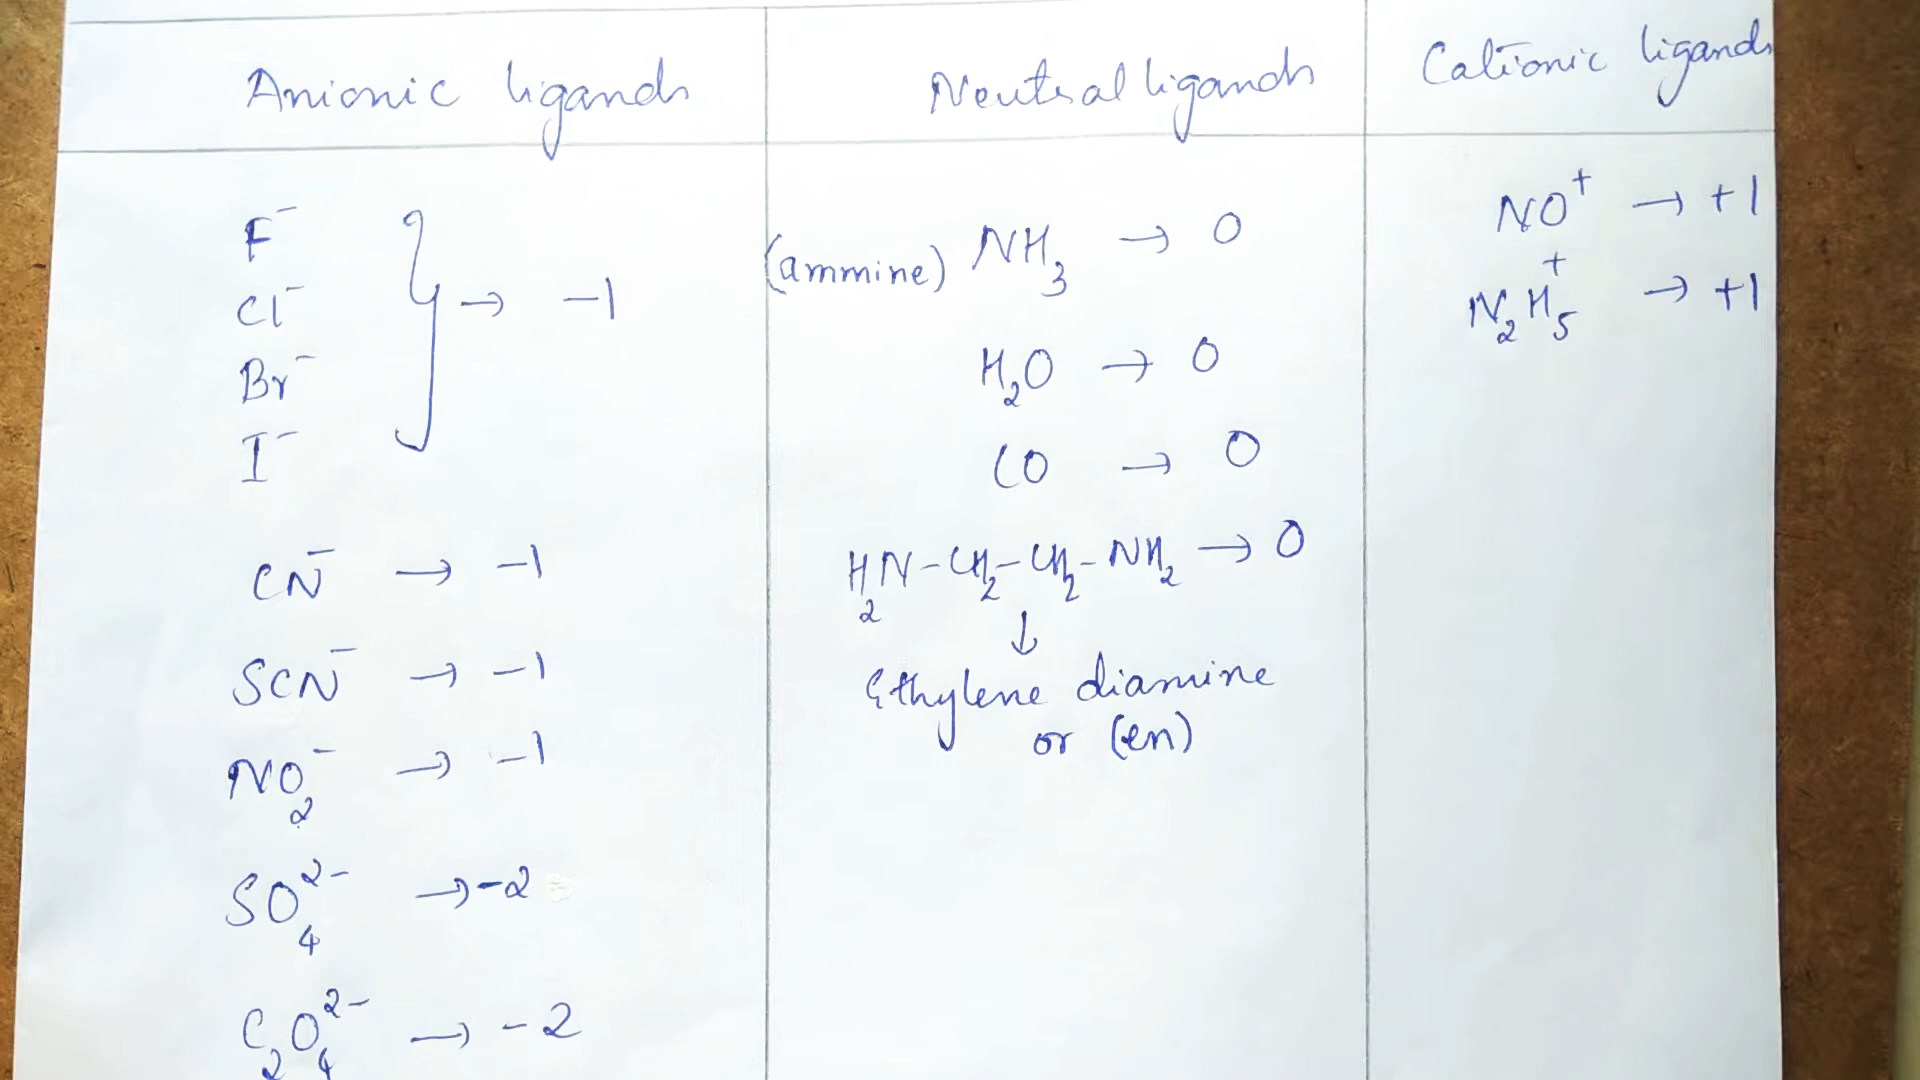 Anionic ligands
F⁻
Cl⁻
Br⁻
I⁻
} → -1
CN⁻ → -1
SCN⁻ → -1
NO₂⁻ → -1
SO₄²⁻ → -2
C₂O₄²⁻ → -2
Neutral ligands
(ammine) NH₃ → 0
H₂O → 0
CO → 0
H₂N-CH₂-CH₂-NH₂ → 0
↓
Ethylene diamine
or (en)
Cationic ligands
NO⁺ → +1
N₂H₅⁺ → +1